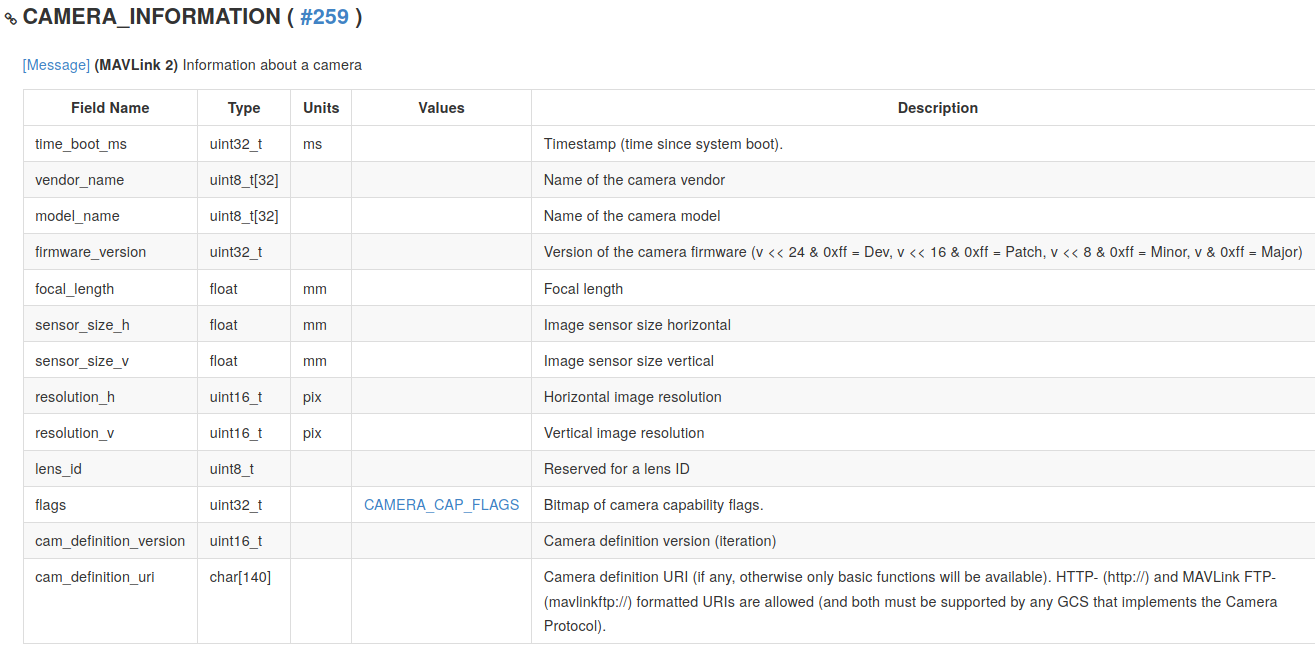 CAMERA_INFORMATION ( #259 )
[Message] (MAVLink 2) Information about a camera
Field Name Type Units Values Description
time_boot_ms uint32_t ms Timestamp (time since system boot).
vendor_name uint8_t[32] Name of the camera vendor
model_name uint8_t[32] Name of the camera model
firmware_version uint32_t Version of the camera firmware (v << 24 & 0xff = Dev, v << 16 & 0xff = Patch, v << 8 & 0xff = Minor, v & 0xff = Major)
focal_length float mm Focal length
sensor_size_h float mm Image sensor size horizontal
sensor_size_v float mm Image sensor size vertical
resolution_h uint16_t pix Horizontal image resolution
resolution_v uint16_t pix Vertical image resolution
lens_id uint8_t Reserved for a lens ID
flags uint32_t CAMERA_CAP_FLAGS Bitmap of camera capability flags.
cam_definition_version uint16_t Camera definition version (iteration)
cam_definition_uri char[140] Camera definition URI (if any, otherwise only basic functions will be available). HTTP- (http://) and MAVLink FTP-
(mavlinkftp://) formatted URIs are allowed (and both must be supported by any GCS that implements the Camera
Protocol).